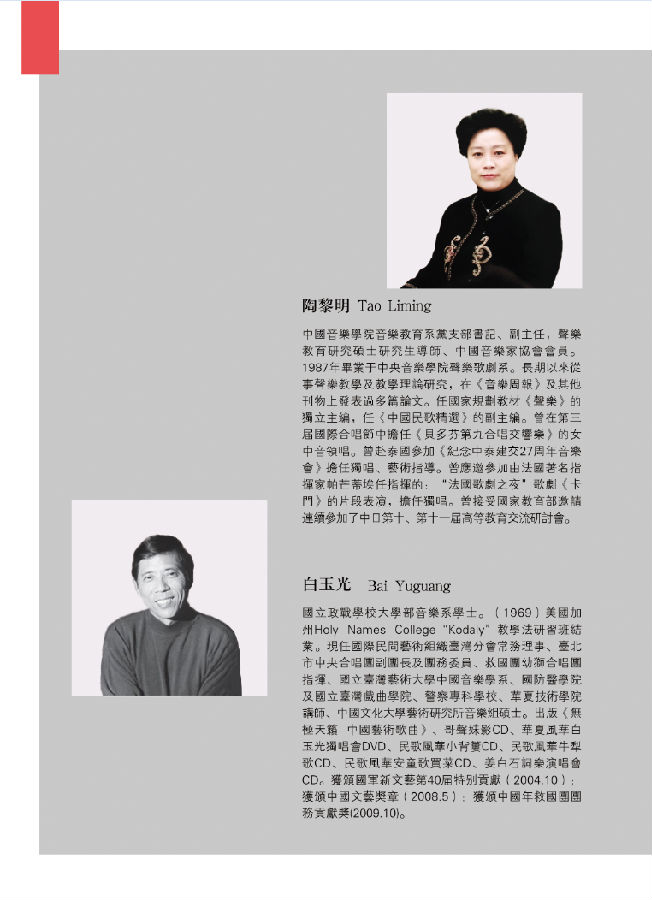 陶黎明 Tao Liming
中國音樂學院音樂教育系黨支部書記、副主任，聲樂
教育研究碩士研究生導師、中國音樂家協會會員。
1987年畢業于中央音樂學院聲樂歌劇系。長期以來從
事聲樂教學及教學理論研究，在《音樂周報》及其他
刊物上發表過多篇論文。任國家規劃教材《聲樂》的
獨立主編，任《中國民歌精選》的副主編。曾在第三
屆國際合唱節中擔任《貝多芬第九合唱交響樂》的女
中音領唱。曾赴泰國參加《紀念中泰建交27周年音樂
會》擔任獨唱、藝術指導。曾應邀參加由法國著名指
揮家帕芒蒂埃任指揮的：“法國歌劇之夜”歌劇《卡
門》的片段表演，擔任獨唱。曾接受國家教育部邀請
連續參加了中日第十、第十一屆高等教育交流研討會。
白玉光 Bai Yuguang
國立政戰學校大學部音樂系學士。（1969）美國加
州Holy Names College "Kodaly" 教學法研習班結
業。現任國際民間藝術組織臺灣分會常務理事、臺北
市中央合唱團副團長及團務委員、救國團幼獅合唱團
指揮、國立臺灣藝術大學中國音樂學系、國防醫學院
及國立臺灣戲曲學院、警察專科學校、華夏技術學院
講師、中國文化大學藝術研究所音樂組碩士。出版《無
極天籟 中國藝術歌曲》、哥聲妹影CD、華夏風華白
玉光獨唱會DVD、民歌風華小背簍CD、民歌風華牛犁
歌CD、民歌風華安童歌買菜CD、姜白石詞樂演唱會
CD。獲頒國軍新文藝第40屆特別貢獻（2004.10）；
獲頒中國文藝獎章（2008.5）；獲頒中國年救國團團
務貢獻獎(2009.10)。